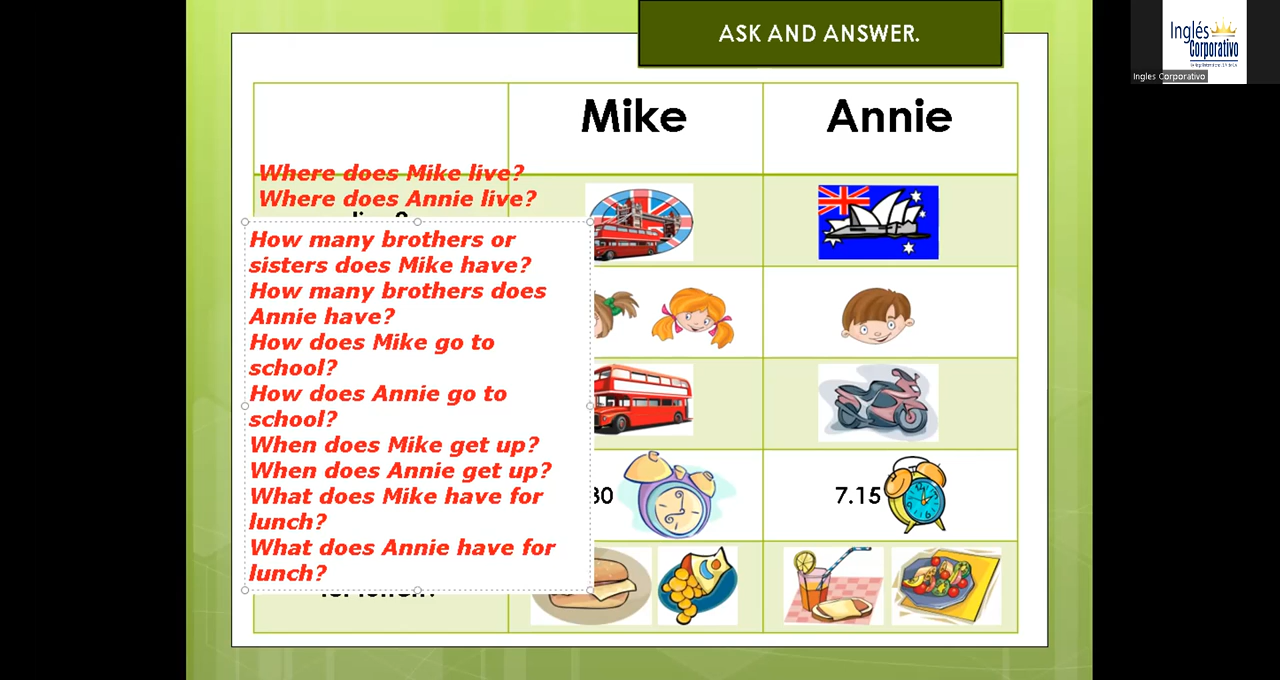 ASK AND ANSWER.
Inglés
Corporativo
Ingles Corporativo
Mike
Annie
Where does Mike live?
Where does Annie live?
How many brothers or
sisters does Mike have?
How many brothers does
Annie have?
How does Mike go to
school?
How does Annie go to
school?
When does Mike get up?
When does Annie get up?
What does Mike have for
lunch?
What does Annie have for
lunch?
30
7.15